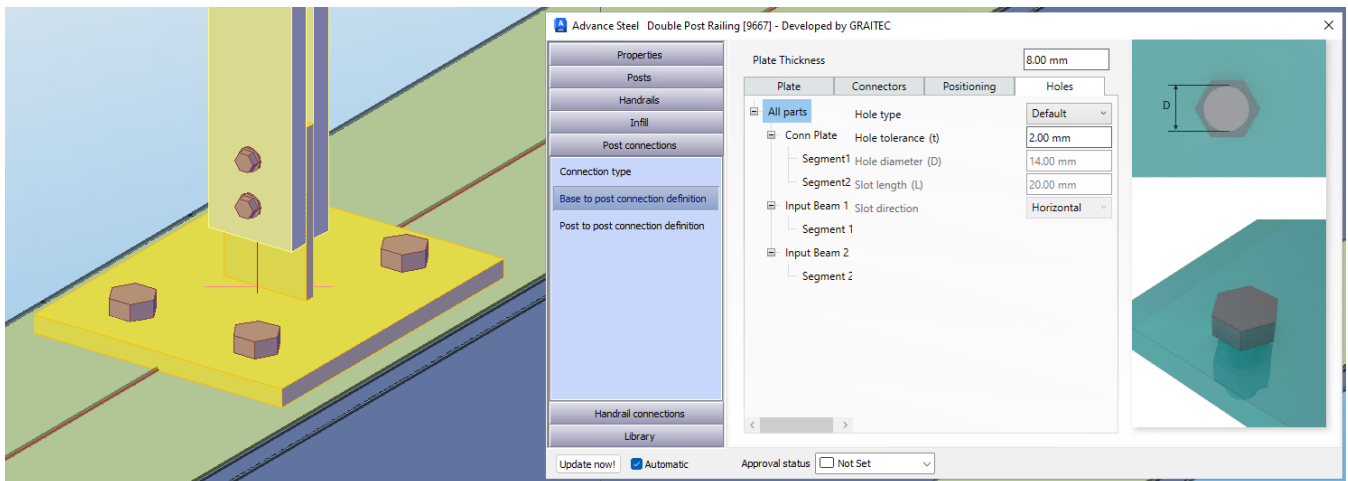 Advance Steel Double Post Railing [9667] - Developed by GRAITEC
Properties
Posts
Handrails
Infill
Post connections
Connection type
Base to post connection definition
Post to post connection definition
Handrail connections
Library
Plate Thickness 8.00 mm
Plate Connectors Positioning Holes
All parts
Conn Plate
Segment1
Segment2
Input Beam 1
Segment 1
Input Beam 2
Segment 2
Hole type Default
Hole tolerance (t) 2.00 mm
Hole diameter (D) 14.00 mm
Slot length (L) 20.00 mm
Slot direction Horizontal
D
Update now! Automatic Approval status Not Set